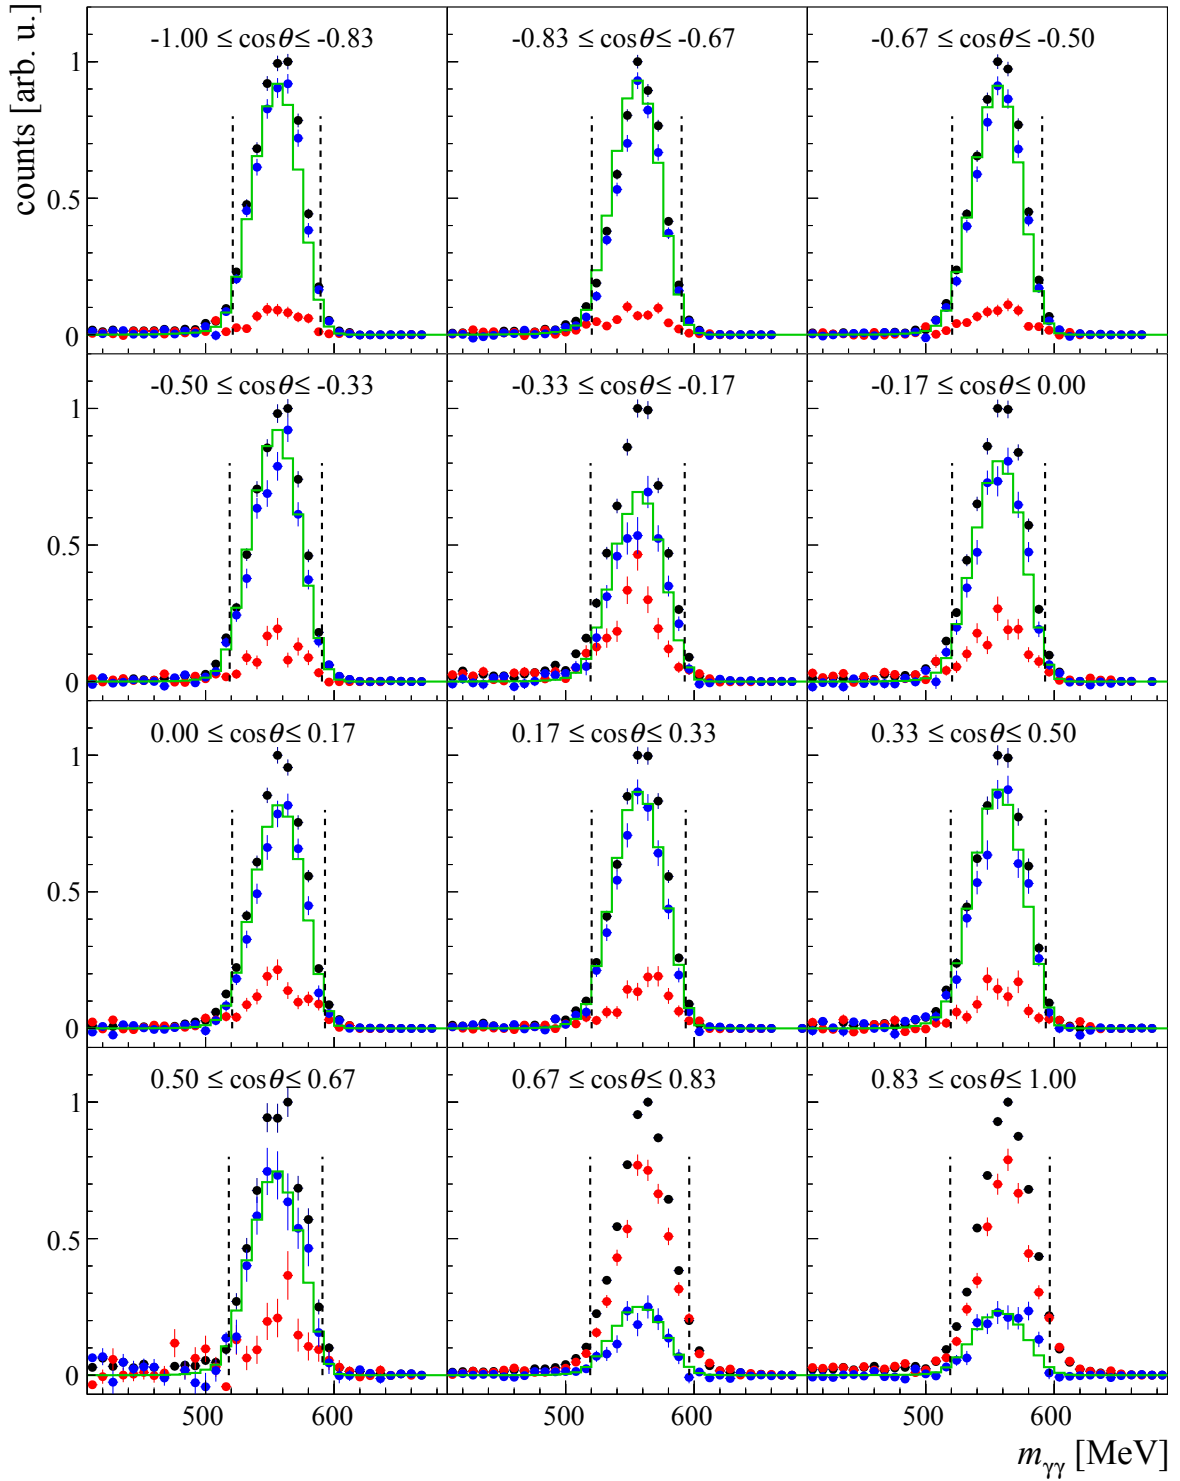 counts [arb. u.]
-1.00 ≤ cosθ ≤ -0.83
-0.83 ≤ cosθ ≤ -0.67
-0.67 ≤ cosθ ≤ -0.50
1
0.5
0
-0.50 ≤ cosθ ≤ -0.33
-0.33 ≤ cosθ ≤ -0.17
-0.17 ≤ cosθ ≤ 0.00
1
0.5
0
0.00 ≤ cosθ ≤ 0.17
0.17 ≤ cosθ ≤ 0.33
0.33 ≤ cosθ ≤ 0.50
1
0.5
0
0.50 ≤ cosθ ≤ 0.67
0.67 ≤ cosθ ≤ 0.83
0.83 ≤ cosθ ≤ 1.00
1
0.5
0
500 600 500 600 500 600
mγγ [MeV]